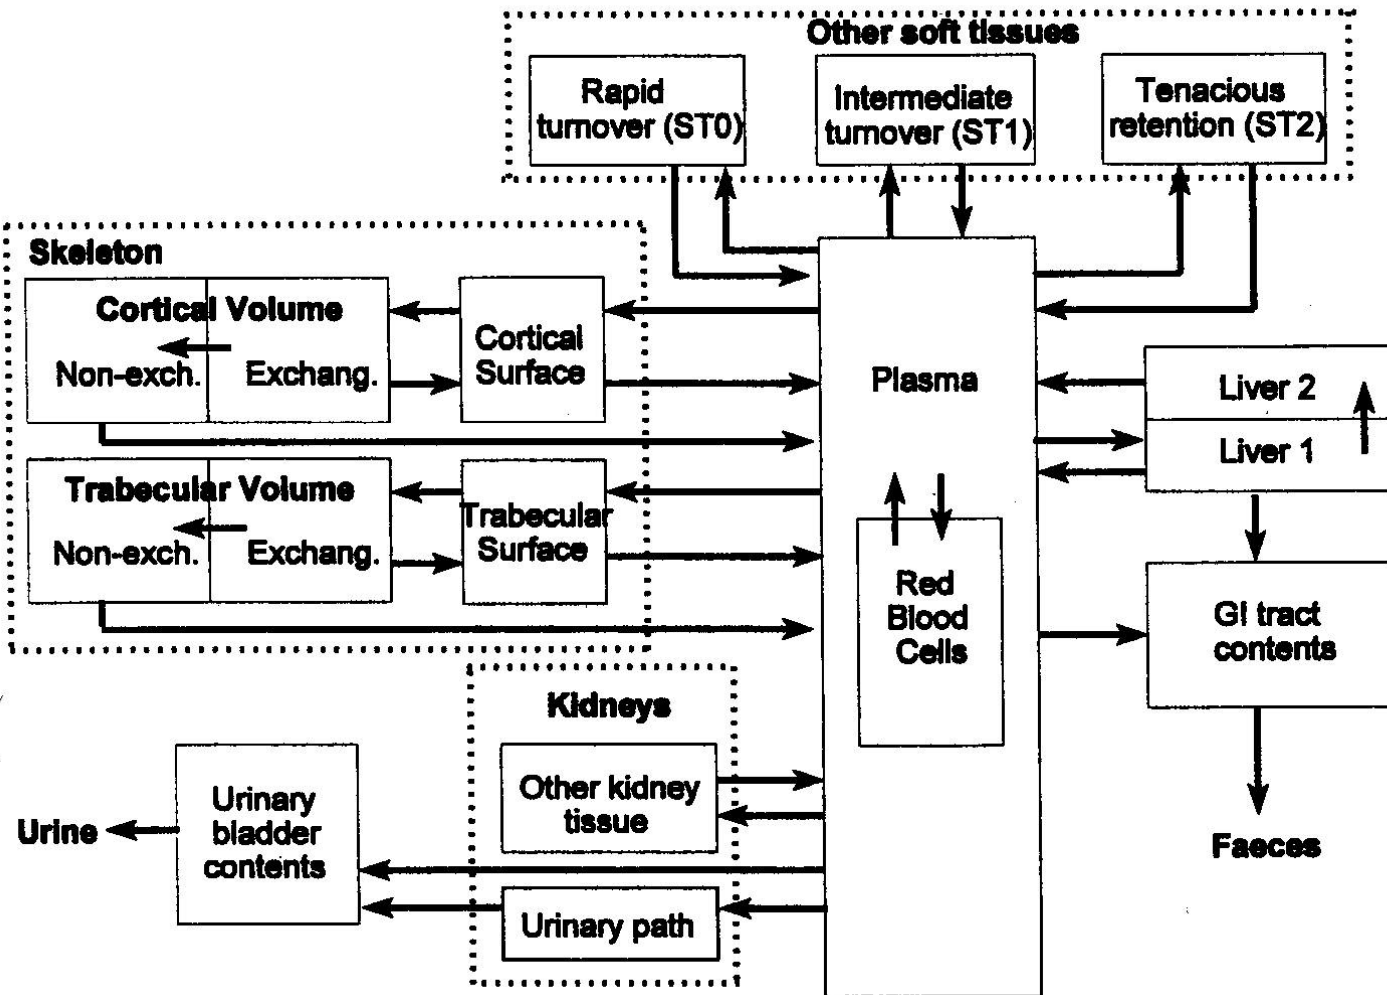 Other soft tissues
Rapid
turnover (ST0)
Intermediate
turnover (ST1)
Tenacious
retention (ST2)
Skeleton
Cortical Volume
Non-exch.
Exchang.
Cortical
Surface
Plasma
Liver 2
Liver 1
Trabecular Volume
Non-exch.
Exchang.
Trabecular
Surface
Red
Blood
Cells
GI tract
contents
Kidneys
Other kidney
tissue
Urinary
bladder
contents
Urine
Urinary path
Faeces